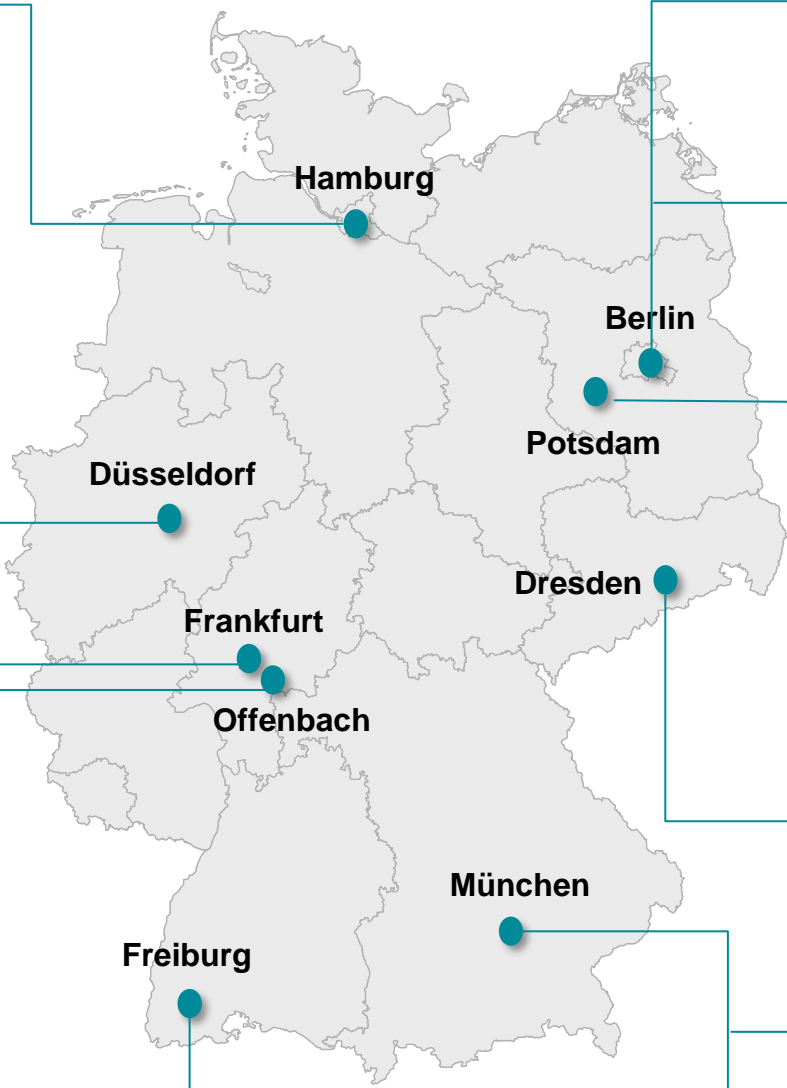 Hamburg
Berlin
Potsdam
Düsseldorf
Dresden
Frankfurt
Offenbach
München
Freiburg